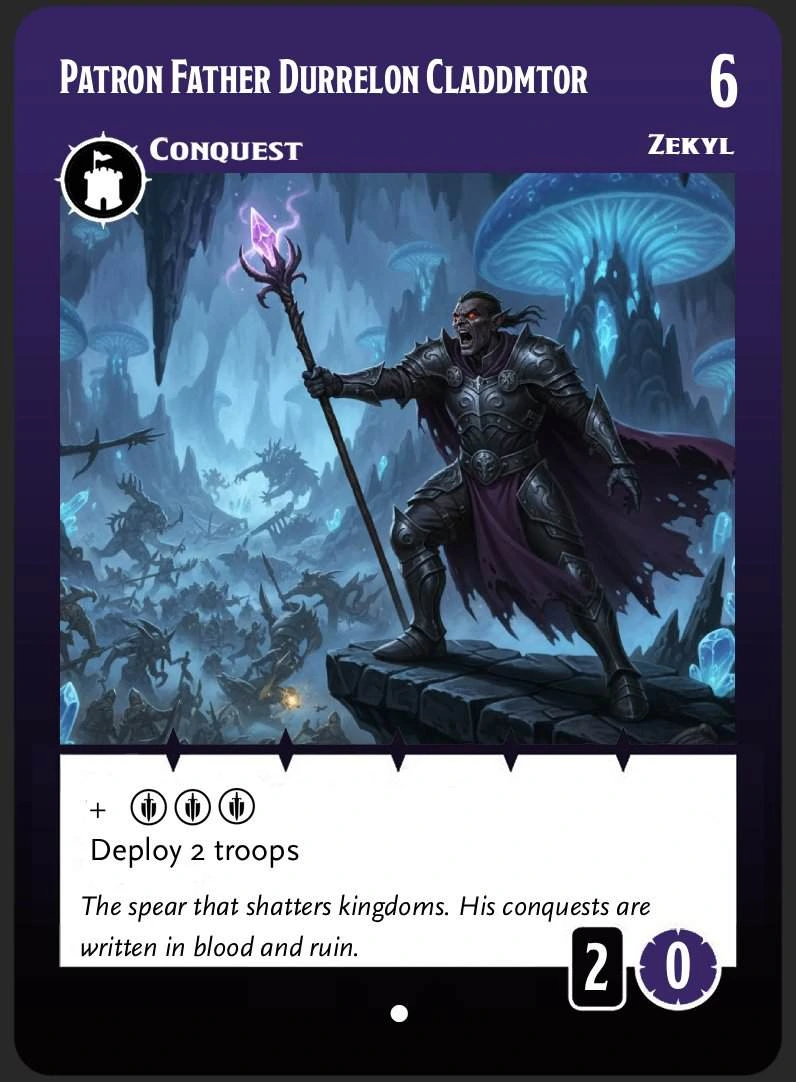 Patron Father Durrelon Claddmtor
6
Conquest
Zekyl
+
Deploy 2 troops
The spear that shatters kingdoms. His conquests are
written in blood and ruin.
2
0